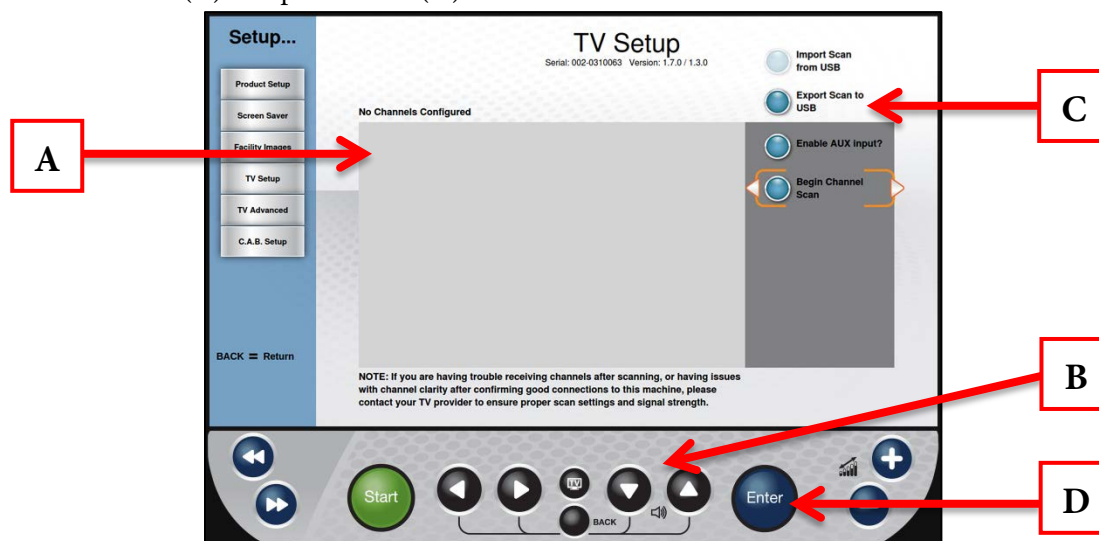 Setup...
TV Setup
Serial: 002-0310063 Version: 1.7.0 / 1.3.0
Import Scan
from USB
Product Setup
Export Scan to
USB
C
Screen Saver
No Channels Configured
A
Facility Images
Enable AUX input?
TV Setup
Begin Channel
Scan
TV Advanced
C.A.B. Setup
BACK = Return
NOTE: If you are having trouble receiving channels after scanning, or having issues
with channel clarity after confirming good connections to this machine, please
contact your TV provider to ensure proper scan settings and signal strength.
B
Start
TV
Enter
BACK
D